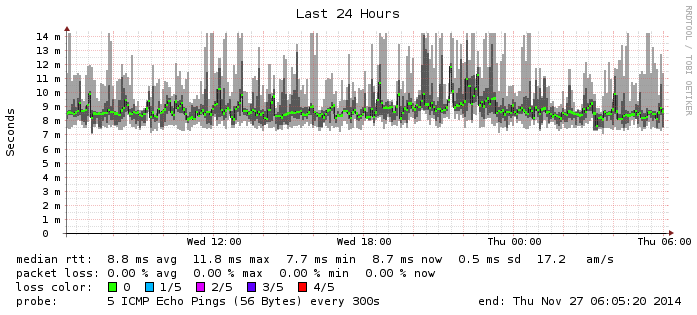 Last 24 Hours
RRDTOOL / TOBI OETIKER
Seconds
14 m
13 m
12 m
11 m
10 m
9 m
8 m
7 m
6 m
5 m
4 m
3 m
2 m
1 m
0
Wed 12:00 Wed 18:00 Thu 00:00 Thu 06:00
median rtt: 8.8 ms avg 11.8 ms max 7.7 ms min 8.7 ms now 0.5 ms sd 17.2 am/s
packet loss: 0.00 % avg 0.00 % max 0.00 % min 0.00 % now
loss color: 0 1/5 2/5 3/5 4/5
probe: 5 ICMP Echo Pings (56 Bytes) every 300s end: Thu Nov 27 06:05:20 2014